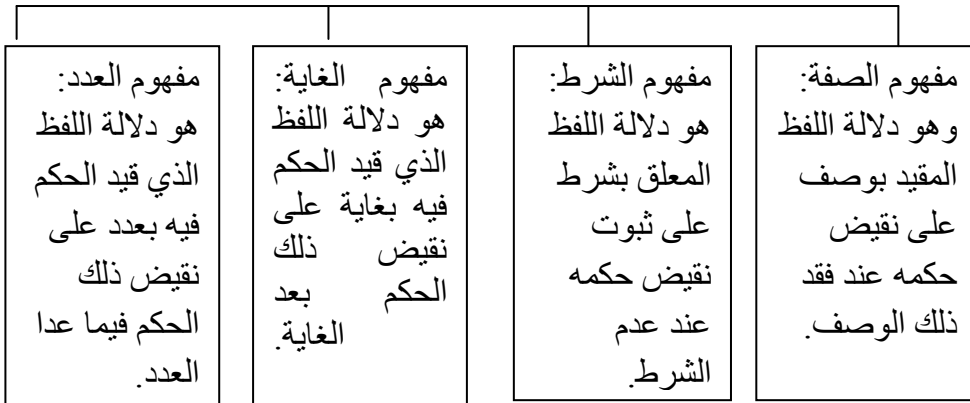 مفهوم الصفة:
وهو دلالة اللفظ
المقيد بوصف
على نقيض
حكمه عند فقد
ذلك الوصف.
مفهوم الشرط:
هو دلالة اللفظ
المعلق بشرط
على ثبوت
نقيض حكمه
عند عدم
الشرط.
مفهوم الغاية:
هو دلالة اللفظ
الذي قيد الحكم
فيه بغاية على
نقيض ذلك
الحكم بعد
الغاية.
مفهوم العدد:
هو دلالة اللفظ
الذي قيد الحكم
فيه بعدد على
نقيض ذلك
الحكم فيما عدا
العدد.